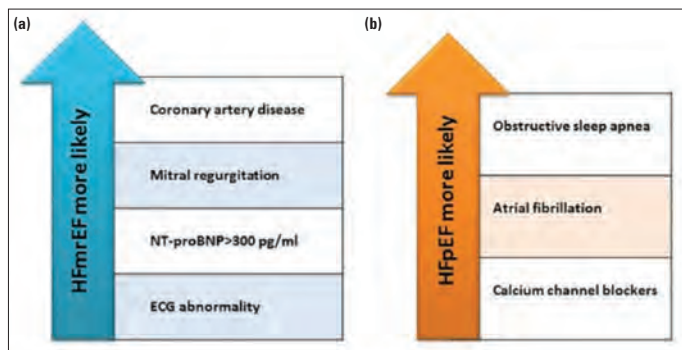 (a)
HFmrEF more likely
Coronary artery disease
Mitral regurgitation
NT-proBNP>300 pg/ml
ECG abnormality
(b)
HFpEF more likely
Obstructive sleep apnea
Atrial fibrillation
Calcium channel blockers